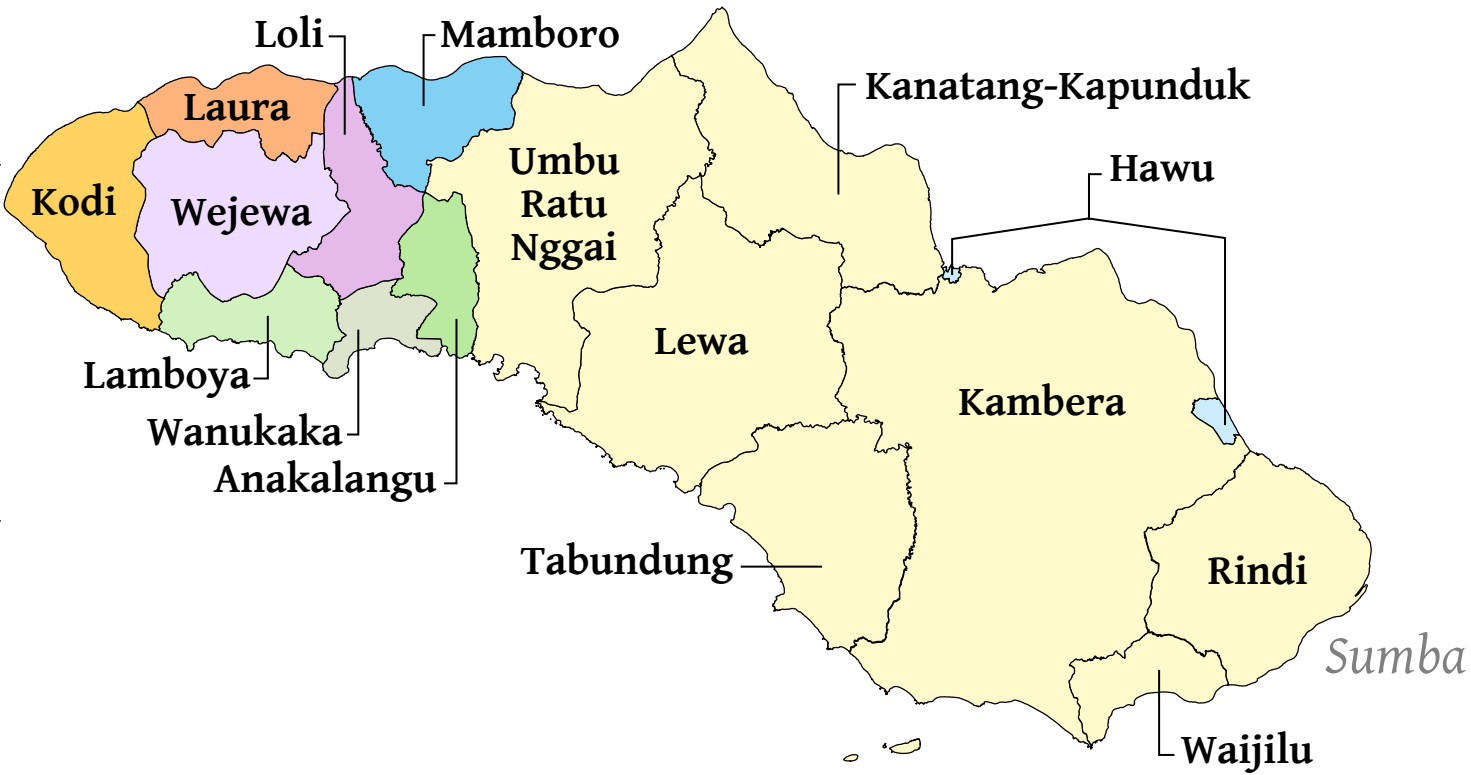 Loli
Mamboro
Kanatang-Kapunduk
Laura
Umbu
Ratu
Nggai
Hawu
Kodi
Wejewa
Lewa
Lamboya
Kambera
Wanukaka
Anakalangu
Tabundung
Rindi
Sumba
Waijilu